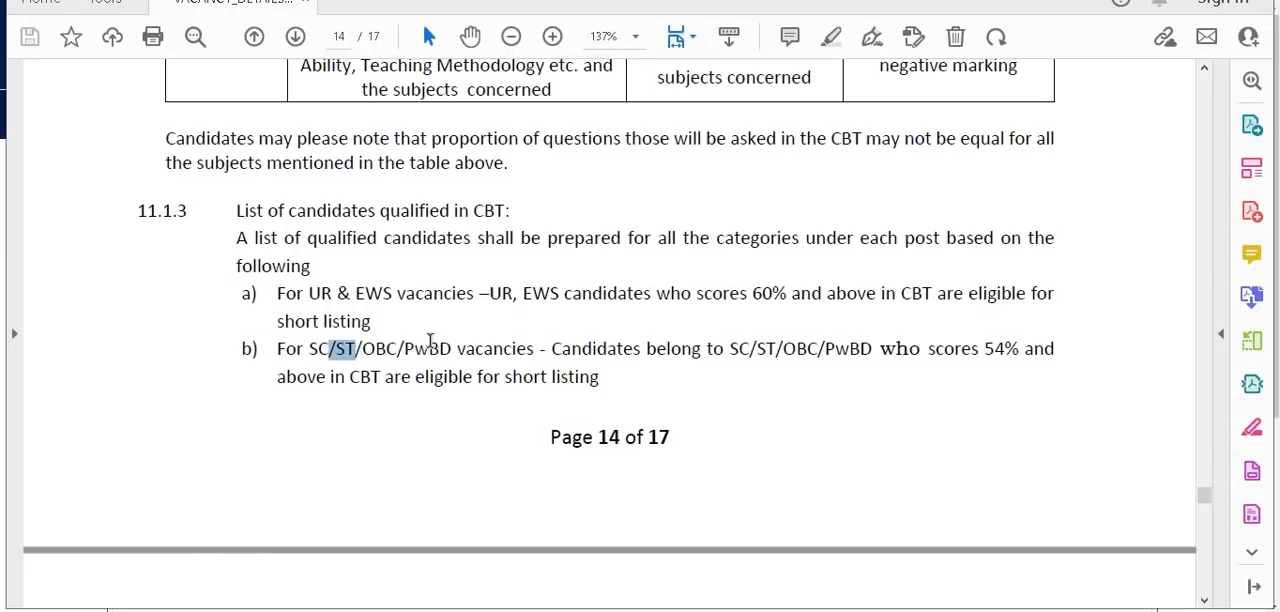 14 / 17
137%
Ability, Teaching Methodology etc. and
the subjects concerned
subjects concerned
negative marking
Candidates may please note that proportion of questions those will be asked in the CBT may not be equal for all
the subjects mentioned in the table above.
11.1.3 List of candidates qualified in CBT:
A list of qualified candidates shall be prepared for all the categories under each post based on the
following
a) For UR & EWS vacancies –UR, EWS candidates who scores 60% and above in CBT are eligible for
short listing
b) For SC/ST/OBC/PwBD vacancies - Candidates belong to SC/ST/OBC/PwBD who scores 54% and
above in CBT are eligible for short listing
Page 14 of 17